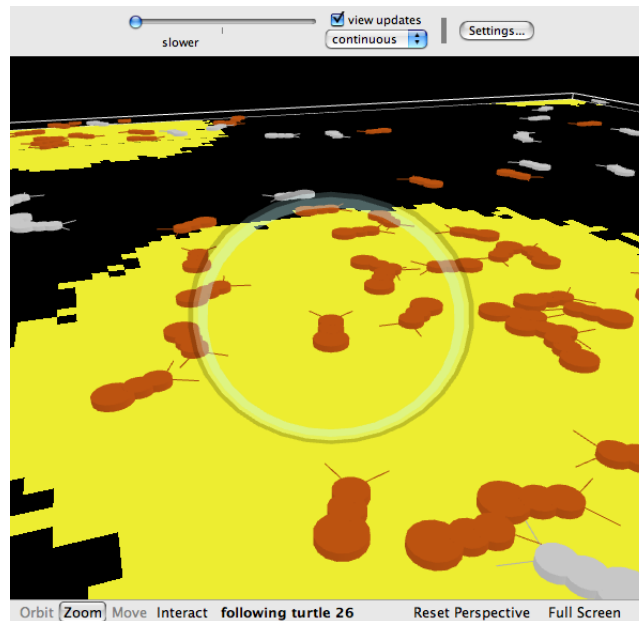 view updates
slower
continuous
Settings...
Orbit Zoom Move Interact following turtle 26 Reset Perspective Full Screen